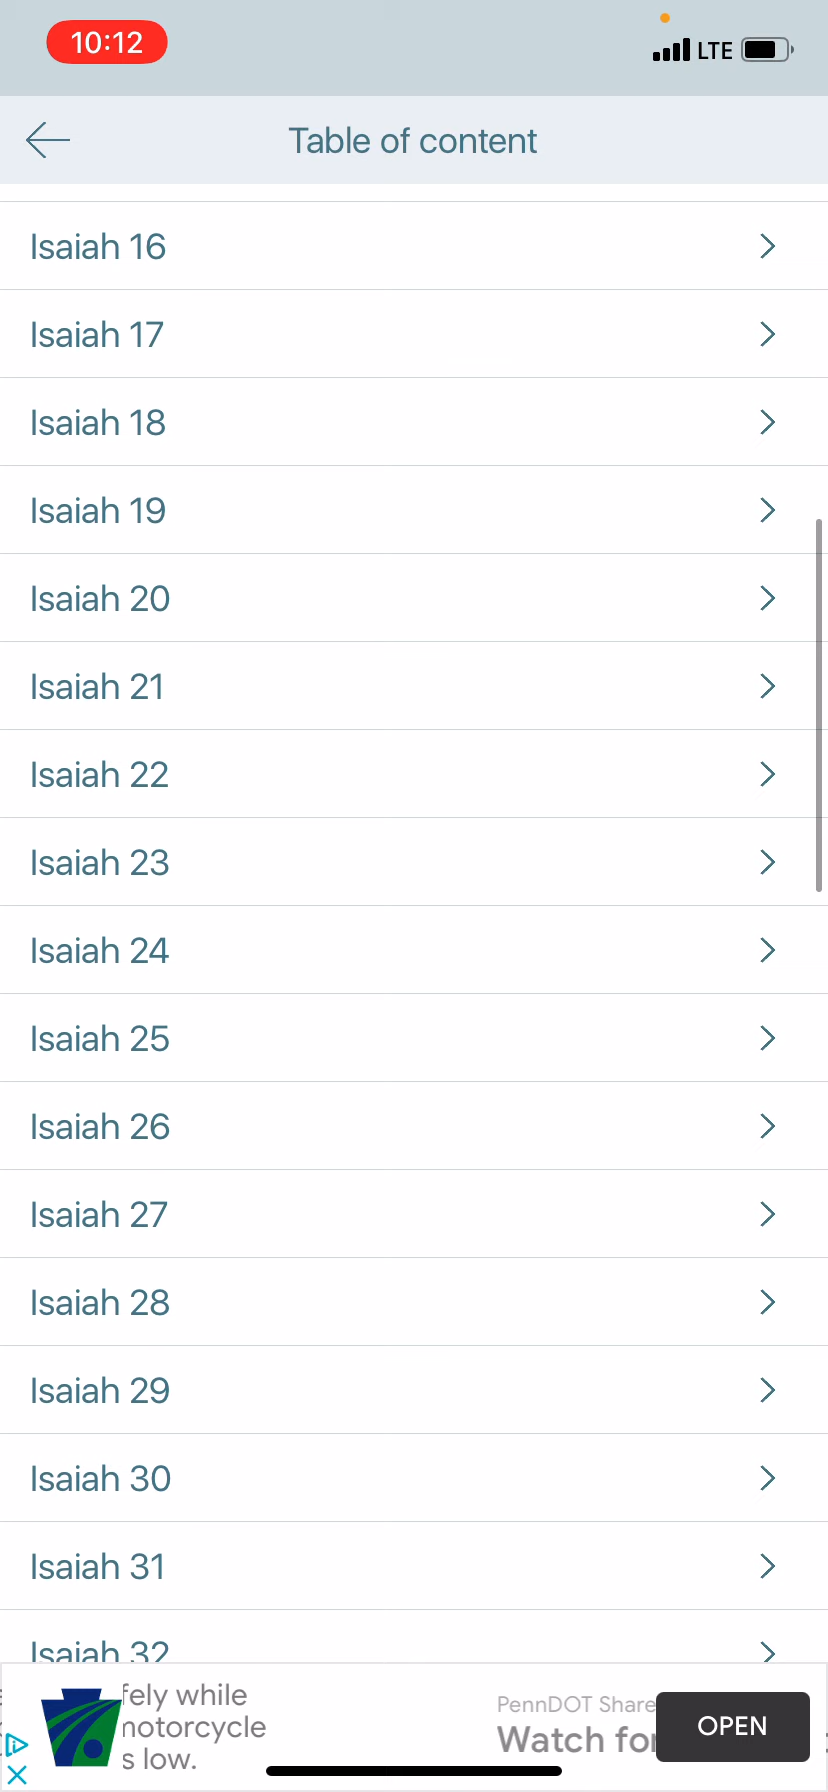 10:12
LTE
Table of content
Isaiah 16
Isaiah 17
Isaiah 18
Isaiah 19
Isaiah 20
Isaiah 21
Isaiah 22
Isaiah 23
Isaiah 24
Isaiah 25
Isaiah 26
Isaiah 27
Isaiah 28
Isaiah 29
Isaiah 30
Isaiah 31
Isaiah 32
fely while
motorcycle
s low.
PennDOT Share
Watch for
OPEN